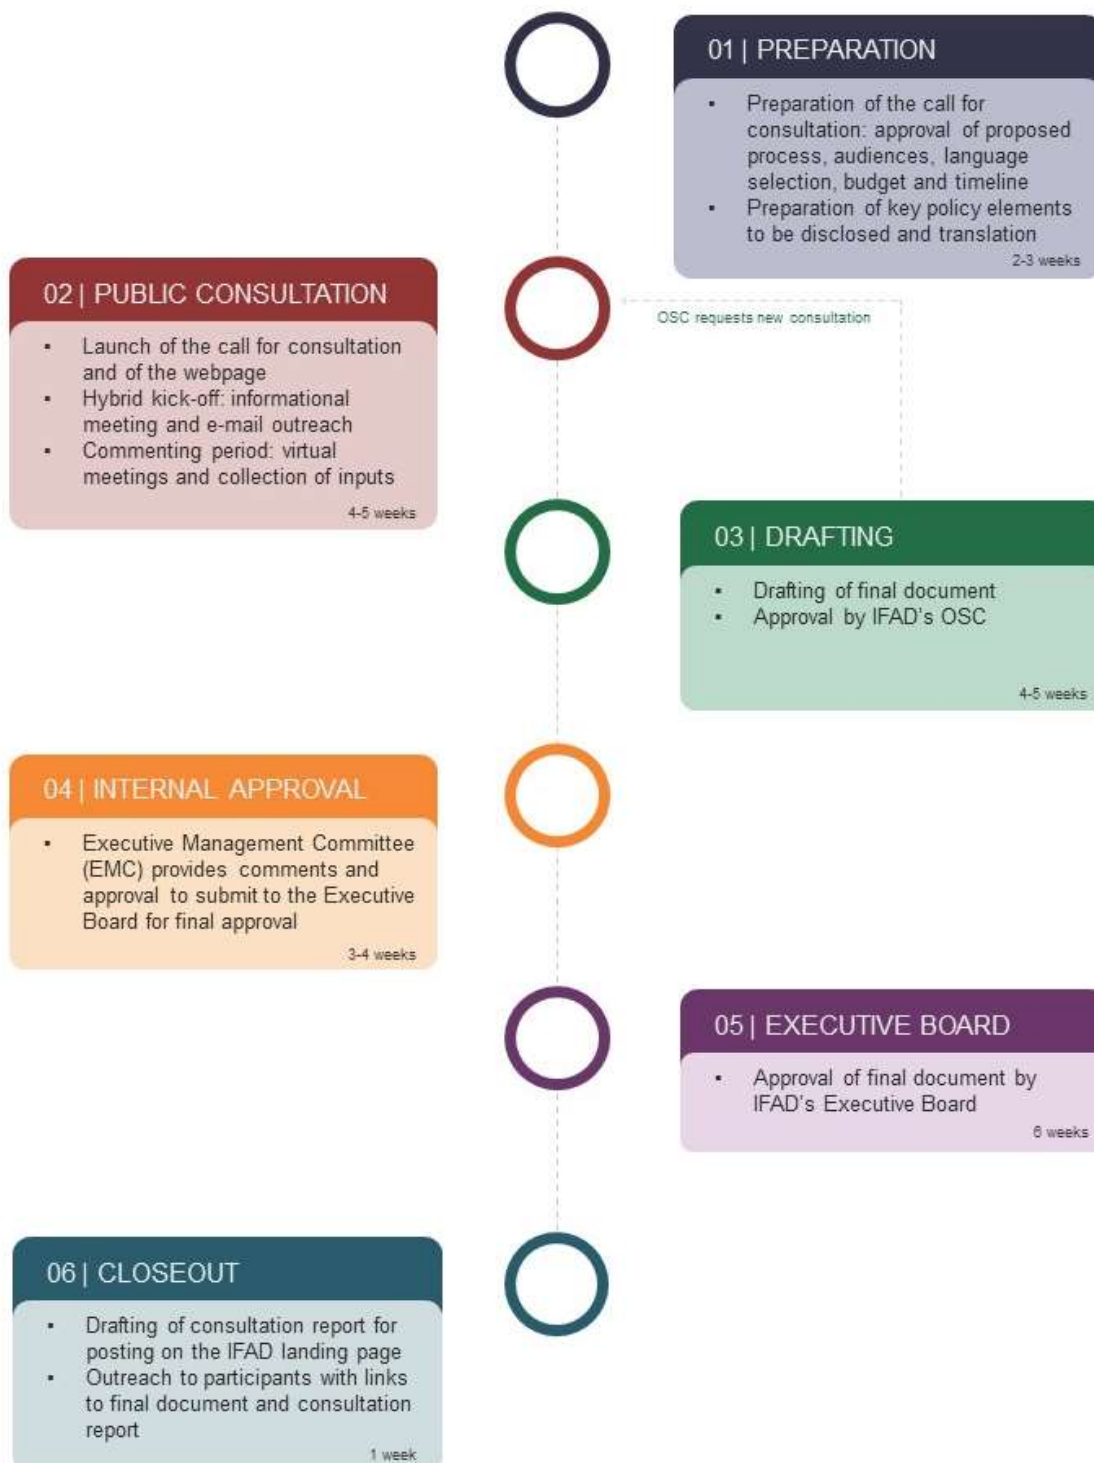 01 | PREPARATION
▪ Preparation of the call for
consultation: approval of proposed
process, audiences, language
selection, budget and timeline
▪ Preparation of key policy elements
to be disclosed and translation
2-3 weeks
02 | PUBLIC CONSULTATION
▪ Launch of the call for consultation
and of the webpage
▪ Hybrid kick-off: informational
meeting and e-mail outreach
▪ Commenting period: virtual
meetings and collection of inputs
4-5 weeks
OSC requests new consultation
03 | DRAFTING
▪ Drafting of final document
▪ Approval by IFAD's OSC
4-5 weeks
04 | INTERNAL APPROVAL
▪ Executive Management Committee
(EMC) provides comments and
approval to submit to the Executive
Board for final approval
3-4 weeks
05 | EXECUTIVE BOARD
▪ Approval of final document by
IFAD's Executive Board
6 weeks
06 | CLOSEOUT
▪ Drafting of consultation report for
posting on the IFAD landing page
▪ Outreach to participants with links
to final document and consultation
report
1 week